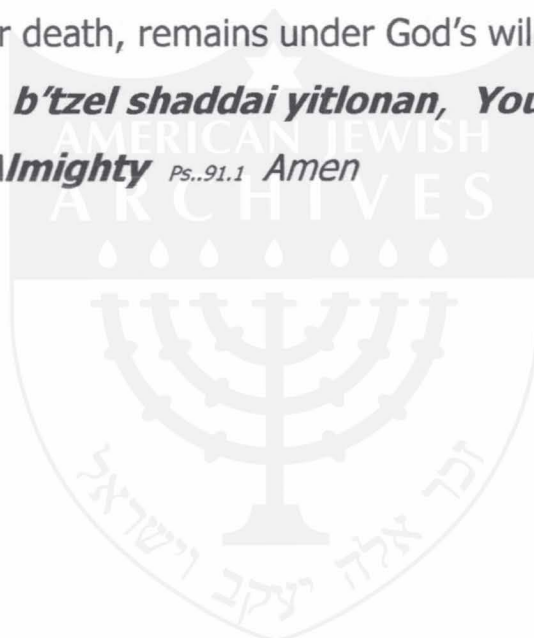 r death, remains under God's wil
b'tzel shaddai yitlonan, You
Almighty Ps..91.1 Amen
AMERICAN JEWISH
ARCHIVES
זכר אלה יעקב וישראל